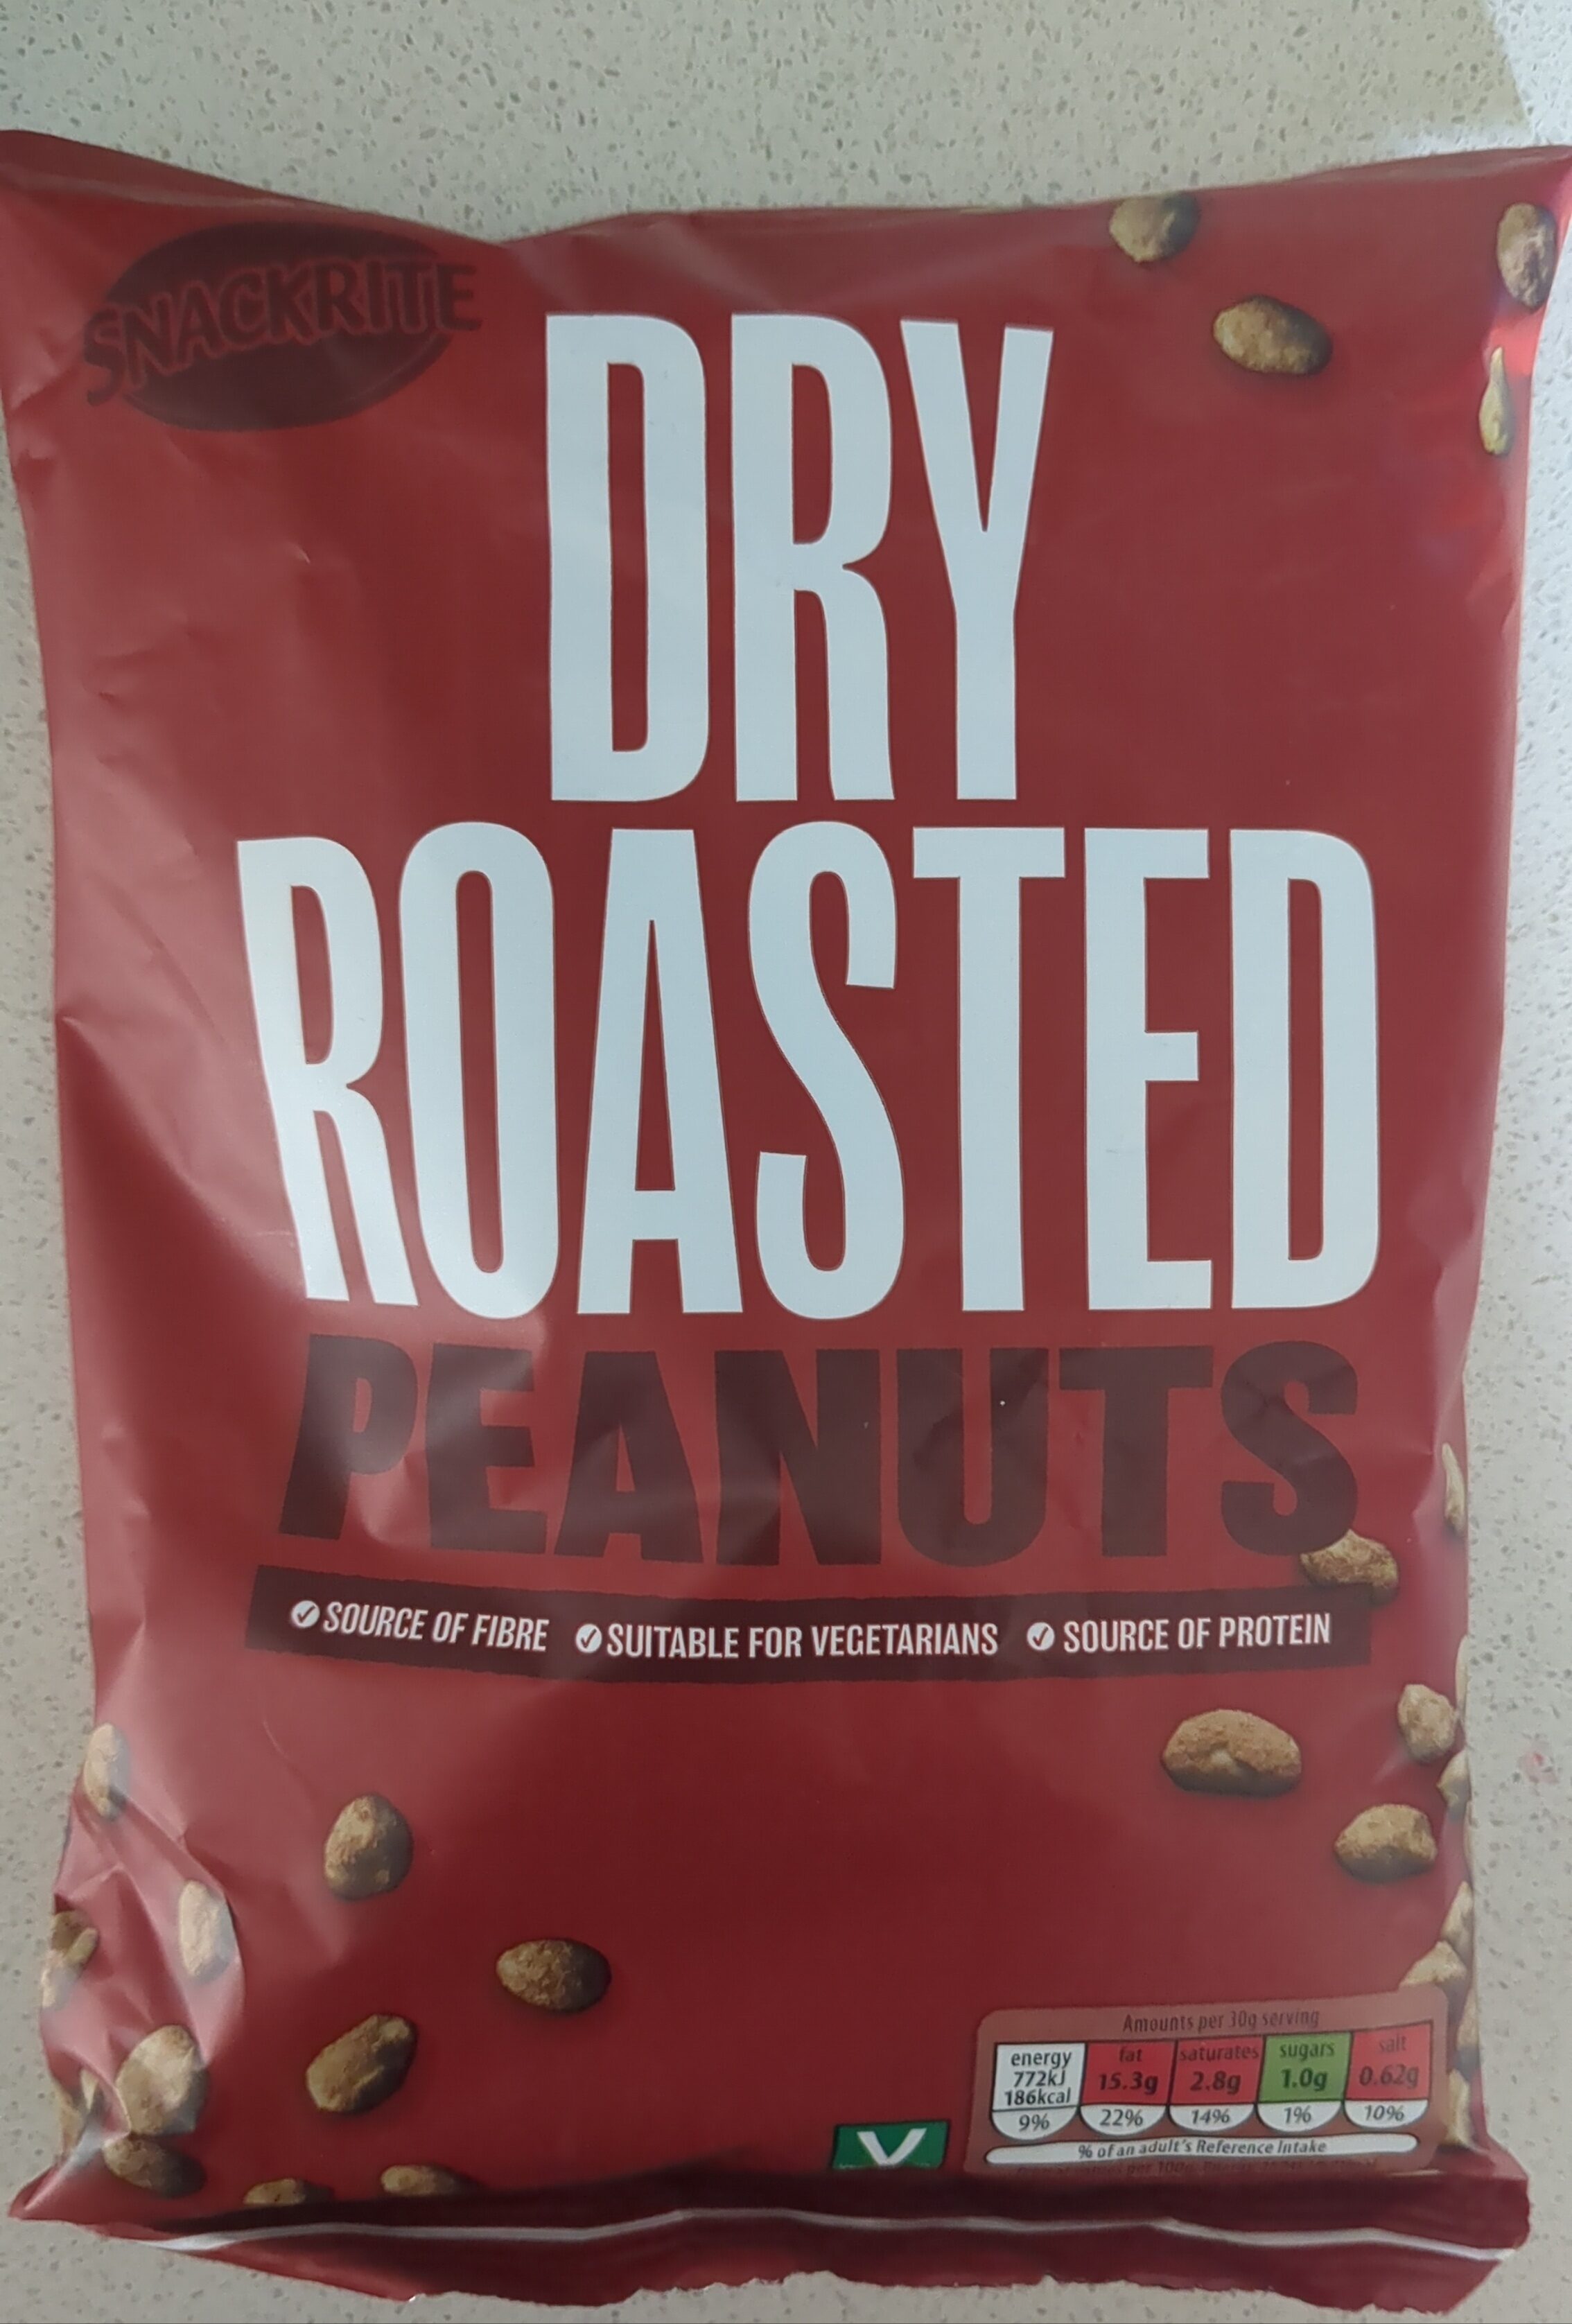 SNACKRITE
DRY
ROASTED
PEANUTS
SOURCE OF FIBRE SUITABLE FOR VEGETARIANS SOURCE OF PROTEIN
Amounts per 30g serving
energy 772kJ 186kcal 9%
fat 15.3g 22%
saturates 2.8g 14%
sugars 1.0g 1%
salt 0.62g 10%
% of an adult's Reference Intake
V